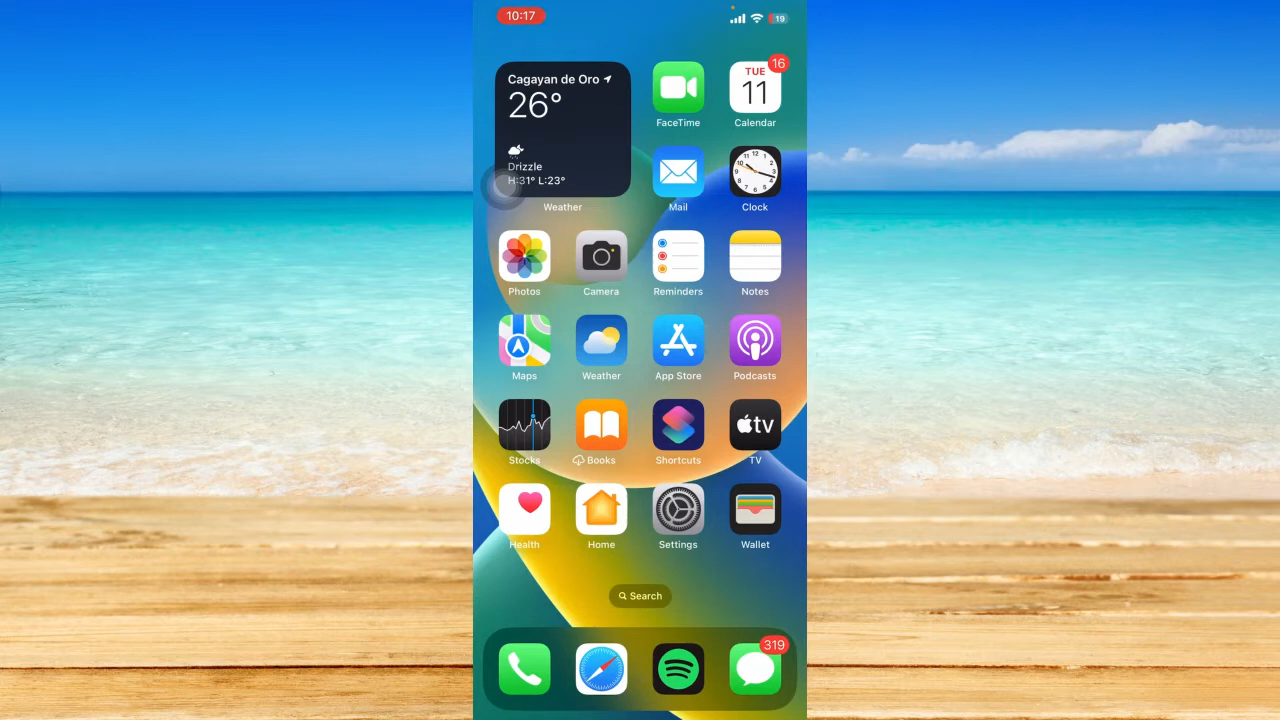 10:17
19
Cagayan de Oro
26°
Drizzle
H:31° L:23°
Weather
FaceTime
TUE
11
16
Calendar
Mail
Clock
Photos
Camera
Reminders
Notes
Maps
Weather
App Store
Podcasts
Stocks
Books
Shortcuts
tv
TV
Health
Home
Settings
Wallet
Search
319